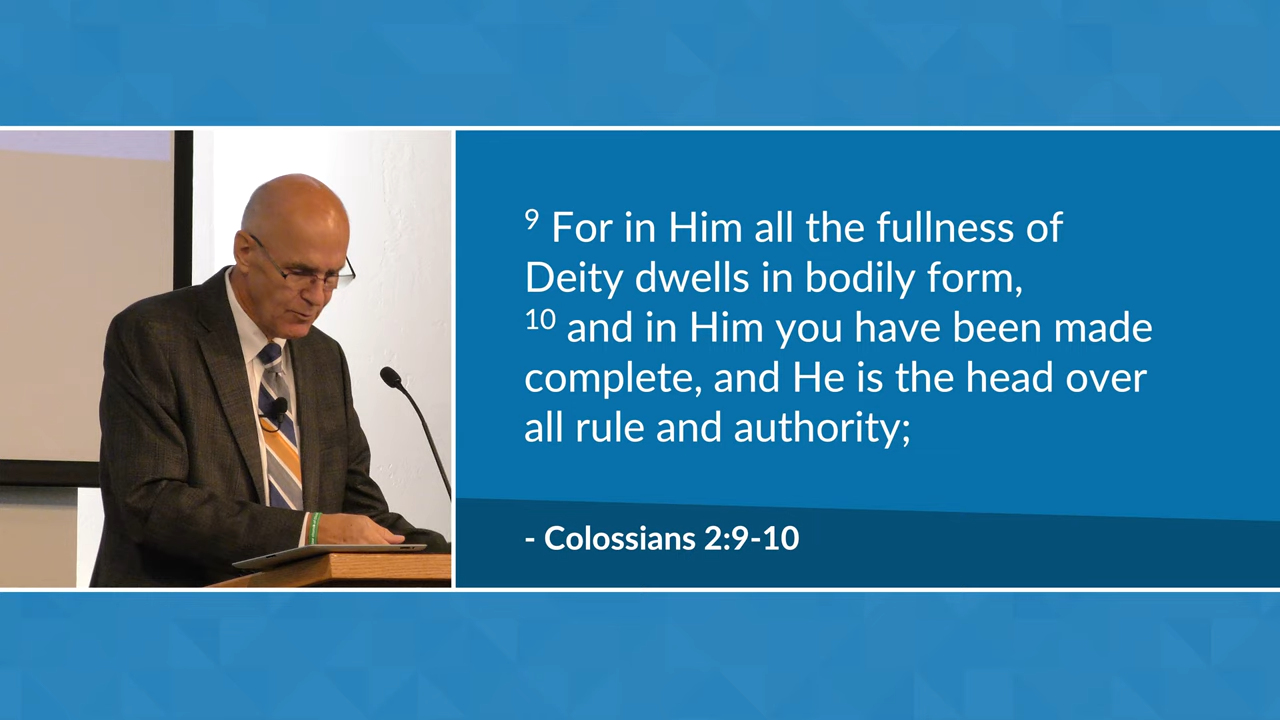 ⁹ For in Him all the fullness of
Deity dwells in bodily form,
¹⁰ and in Him you have been made
complete, and He is the head over
all rule and authority;
- Colossians 2:9-10